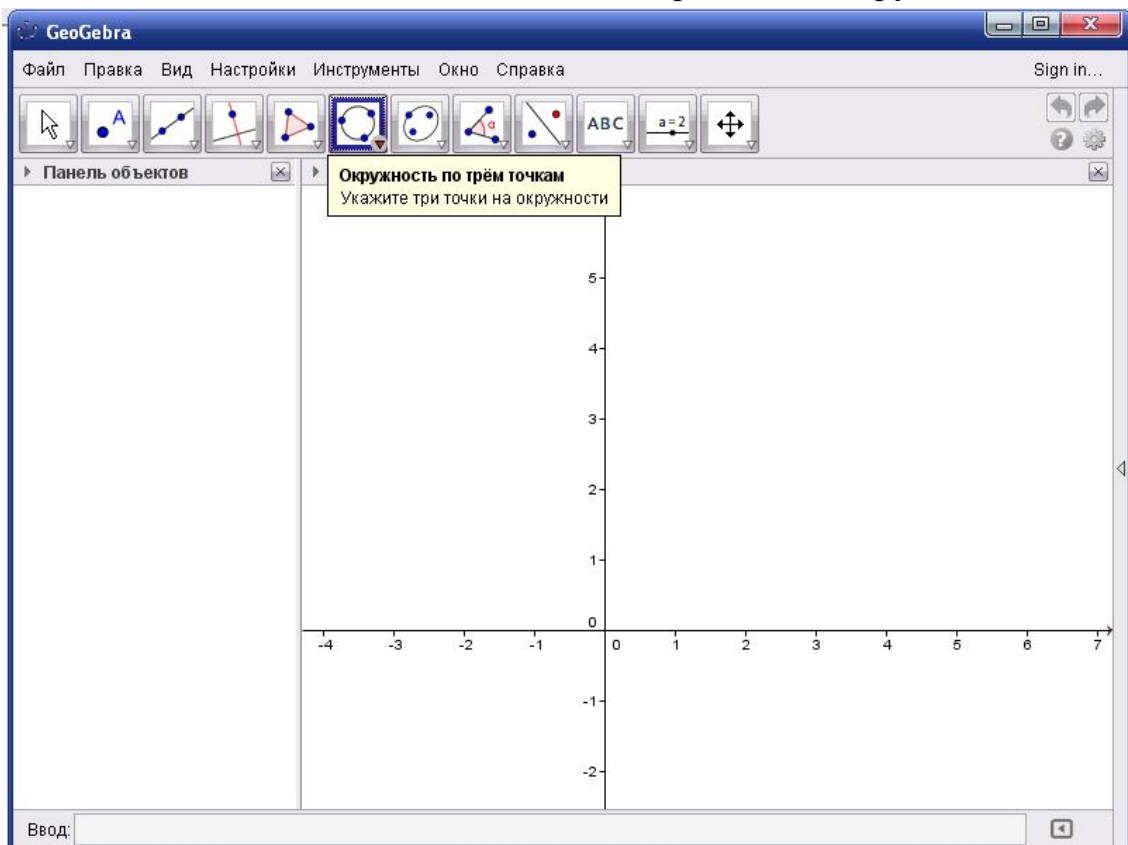 GeoGebra
Файл Правка Вид Настройки Инструменты Окно Справка Sign in...
A α ABC a=2
Панель объектов
Окружность по трём точкам
Укажите три точки на окружности
5
4
3
2
1
0
-4 -3 -2 -1 0 1 2 3 4 5 6 7
-1
-2
Ввод: